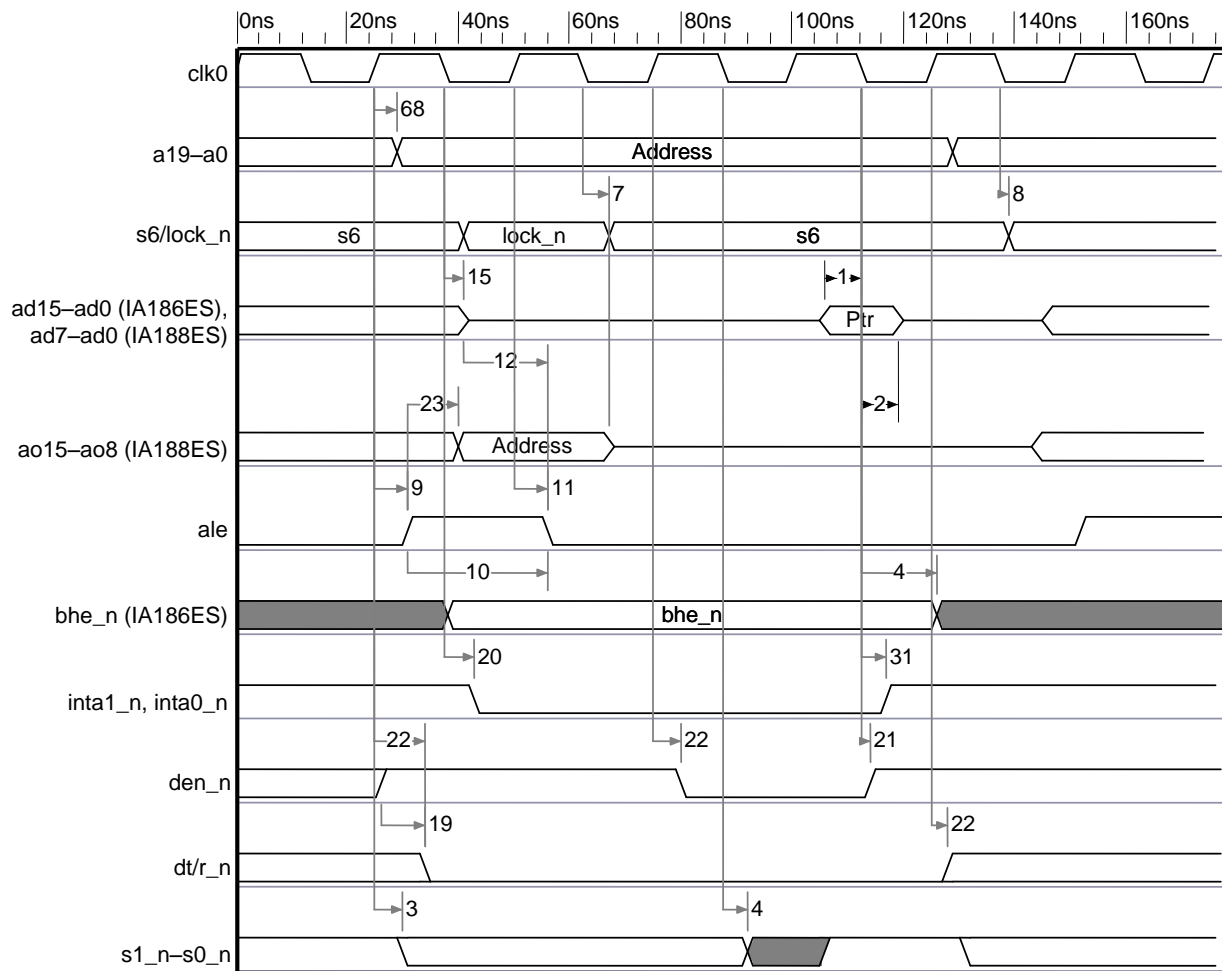 0ns 20ns 40ns 60ns 80ns 100ns 120ns 140ns 160ns
clk0
68
a19–a0 Address
7 8
s6/lock_n s6 lock_n s6
15 1
ad15–ad0 (IA186ES),
ad7–ad0 (IA188ES) Ptr
12
23 2
ao15–ao8 (IA188ES) Address
9 11
ale
10 4
bhe_n (IA186ES) bhe_n
20 31
inta1_n, inta0_n
22 22 21
den_n
19 22
dt/r_n
3 4
s1_n–s0_n